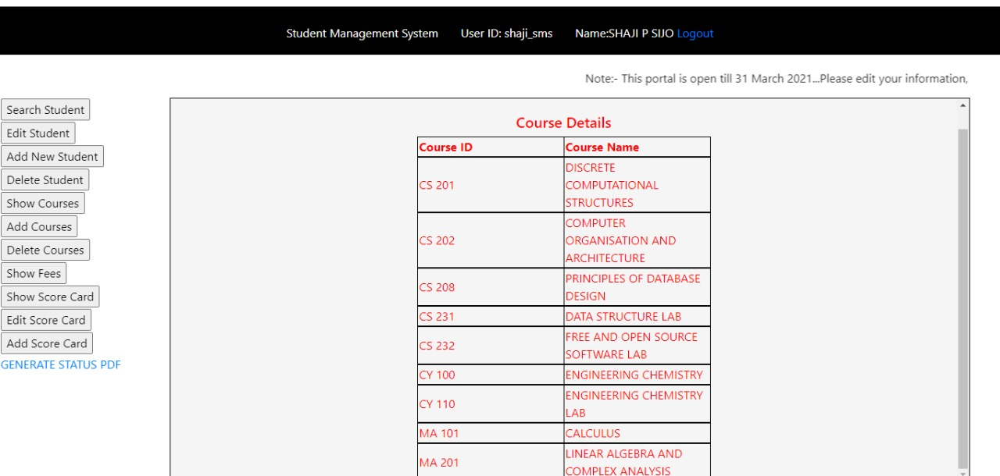 Student Management System User ID: shaji_sms Name:SHAJI P SIJO Logout
Note:- This portal is open till 31 March 2021...Please edit your information,
Search Student
Edit Student
Add New Student
Delete Student
Show Courses
Add Courses
Delete Courses
Show Fees
Show Score Card
Edit Score Card
Add Score Card
GENERATE STATUS PDF
Course Details
Course ID Course Name
CS 201 DISCRETE
COMPUTATIONAL
STRUCTURES
CS 202 COMPUTER
ORGANISATION AND
ARCHITECTURE
CS 208 PRINCIPLES OF DATABASE
DESIGN
CS 231 DATA STRUCTURE LAB
CS 232 FREE AND OPEN SOURCE
SOFTWARE LAB
CY 100 ENGINEERING CHEMISTRY
CY 110 ENGINEERING CHEMISTRY
LAB
MA 101 CALCULUS
MA 201 LINEAR ALGEBRA AND
COMPLEX ANALYSIS